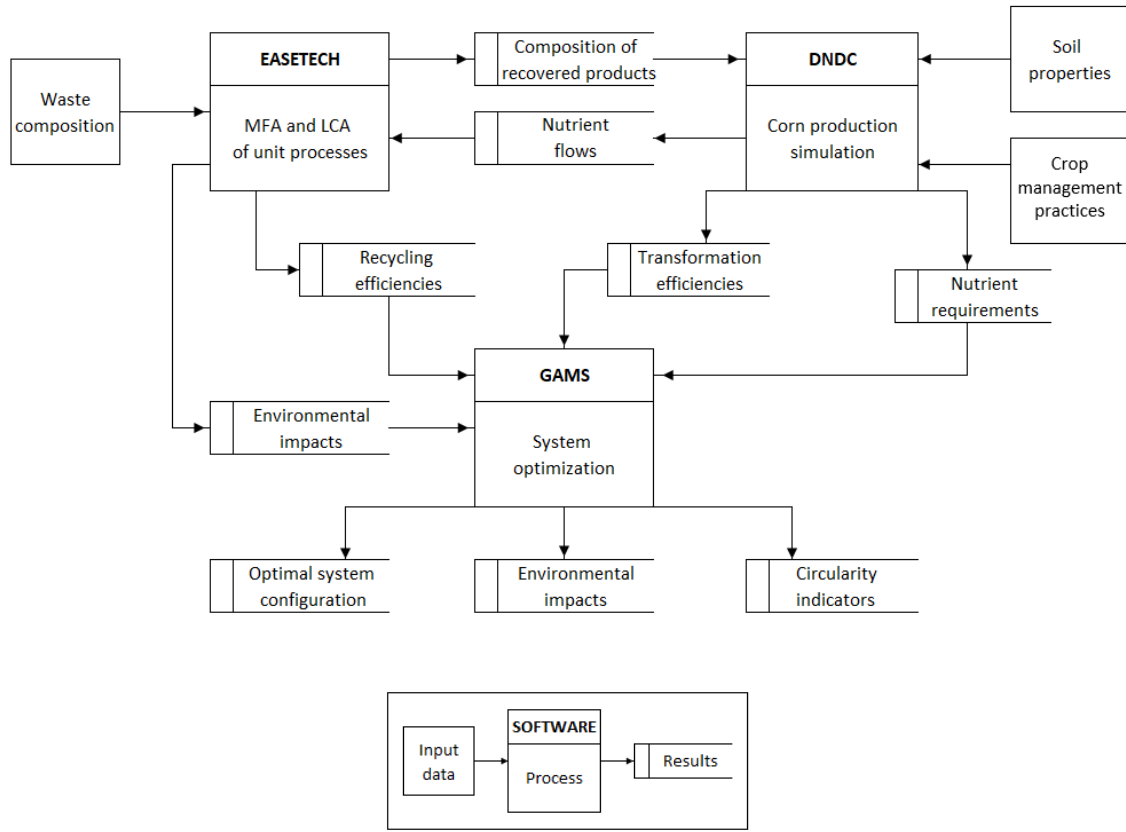 EASETECH
MFA and LCA
of unit processes
Composition of
recovered products
DNDC
Corn production
simulation
Soil
properties
Waste
composition
Nutrient
flows
Crop
management
practices
Recycling
efficiencies
Transformation
efficiencies
Nutrient
requirements
GAMS
System
optimization
Environmental
impacts
Optimal system
configuration
Environmental
impacts
Circularity
indicators
Input
data
SOFTWARE
Process
Results